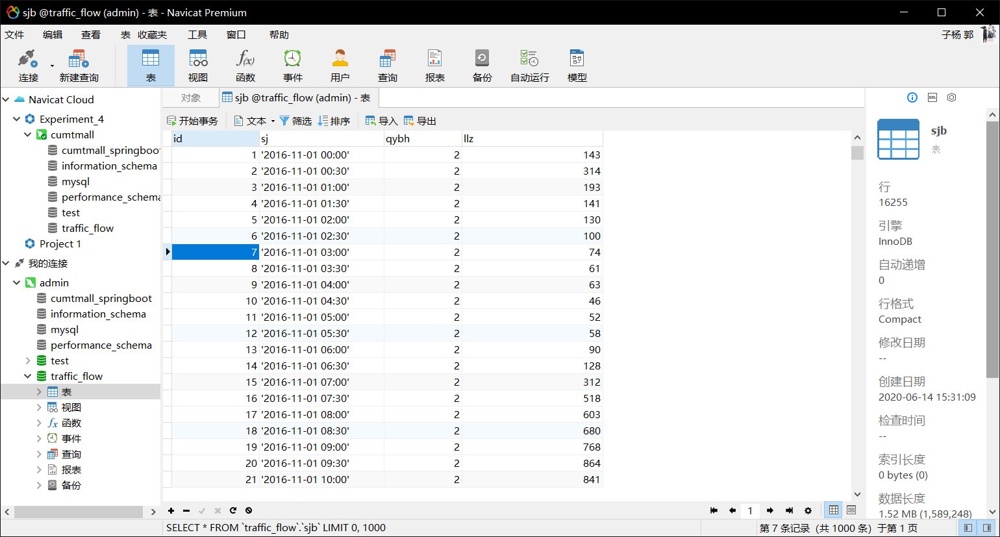 sjb @traffic_flow (admin) - 表 - Navicat Premium
文件 编辑 查看 表 收藏夹 工具 窗口 帮助 子杨 郭
连接 新建查询 表 视图 函数 事件 用户 查询 报表 备份 自动运行 模型
Navicat Cloud
Experiment_4
cumtmall
cumtmall_springboot
information_schema
mysql
performance_schema
test
traffic_flow
Project 1
我的连接
admin
cumtmall_springboot
information_schema
mysql
performance_schema
test
traffic_flow
表
视图
函数
事件
查询
报表
备份
对象 sjb @traffic_flow (admin) - 表
开始事务 文本 筛选 排序 导入 导出
id sj qybh llz
1 '2016-11-01 00:00' 2 143
2 '2016-11-01 00:30' 2 314
3 '2016-11-01 01:00' 2 193
4 '2016-11-01 01:30' 2 141
5 '2016-11-01 02:00' 2 130
6 '2016-11-01 02:30' 2 100
7 '2016-11-01 03:00' 2 74
8 '2016-11-01 03:30' 2 61
9 '2016-11-01 04:00' 2 63
10 '2016-11-01 04:30' 2 46
11 '2016-11-01 05:00' 2 52
12 '2016-11-01 05:30' 2 58
13 '2016-11-01 06:00' 2 90
14 '2016-11-01 06:30' 2 128
15 '2016-11-01 07:00' 2 312
16 '2016-11-01 07:30' 2 518
17 '2016-11-01 08:00' 2 603
18 '2016-11-01 08:30' 2 680
19 '2016-11-01 09:00' 2 768
20 '2016-11-01 09:30' 2 864
21 '2016-11-01 10:00' 2 841
1
SELECT * FROM `traffic_flow`.`sjb` LIMIT 0, 1000
第 7 条记录 (共 1000 条) 于第 1 页
DDL
sjb
表
行
16255
引擎
InnoDB
自动递增
0
行格式
Compact
修改日期
--
创建日期
2020-06-14 15:31:09
检查时间
--
索引长度
0 bytes (0)
数据长度
1.52 MB (1,589,248)